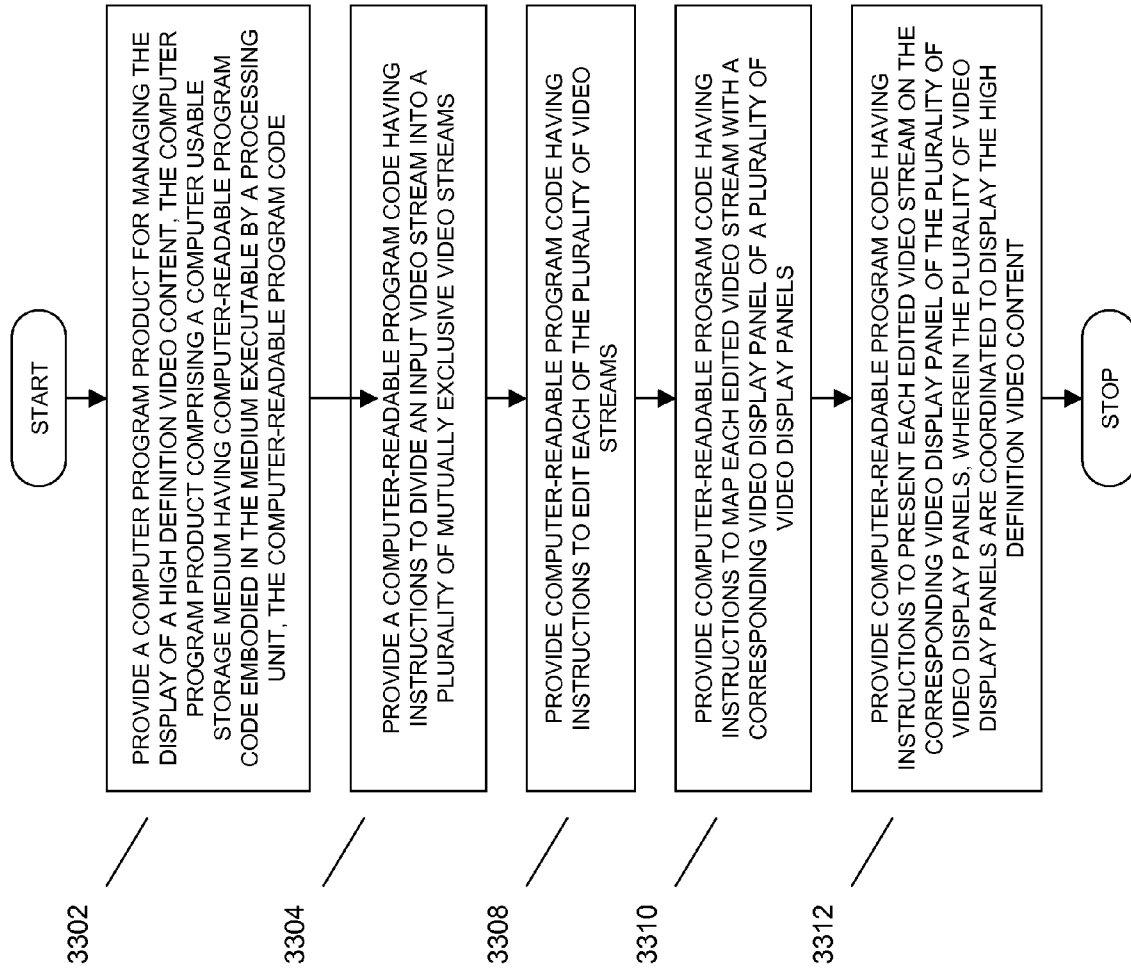 START
3302
PROVIDE A COMPUTER PROGRAM PRODUCT FOR MANAGING THE
DISPLAY OF A HIGH DEFINITION VIDEO CONTENT, THE COMPUTER
PROGRAM PRODUCT COMPRISING A COMPUTER USABLE
STORAGE MEDIUM HAVING COMPUTER-READABLE PROGRAM
CODE EMBODIED IN THE MEDIUM EXECUTABLE BY A PROCESSING
UNIT, THE COMPUTER-READABLE PROGRAM CODE
3304
PROVIDE A COMPUTER-READABLE PROGRAM CODE HAVING
INSTRUCTIONS TO DIVIDE AN INPUT VIDEO STREAM INTO A
PLURALITY OF MUTUALLY EXCLUSIVE VIDEO STREAMS
3308
PROVIDE COMPUTER-READABLE PROGRAM CODE HAVING
INSTRUCTIONS TO EDIT EACH OF THE PLURALITY OF VIDEO
STREAMS
3310
PROVIDE COMPUTER-READABLE PROGRAM CODE HAVING
INSTRUCTIONS TO MAP EACH EDITED VIDEO STREAM WITH A
CORRESPONDING VIDEO DISPLAY PANEL OF A PLURALITY OF
VIDEO DISPLAY PANELS
3312
PROVIDE COMPUTER-READABLE PROGRAM CODE HAVING
INSTRUCTIONS TO PRESENT EACH EDITED VIDEO STREAM ON THE
CORRESPONDING VIDEO DISPLAY PANEL OF THE PLURALITY OF
VIDEO DISPLAY PANELS, WHEREIN THE PLURALITY OF VIDEO
DISPLAY PANELS ARE COORDINATED TO DISPLAY THE HIGH
DEFINITION VIDEO CONTENT
STOP